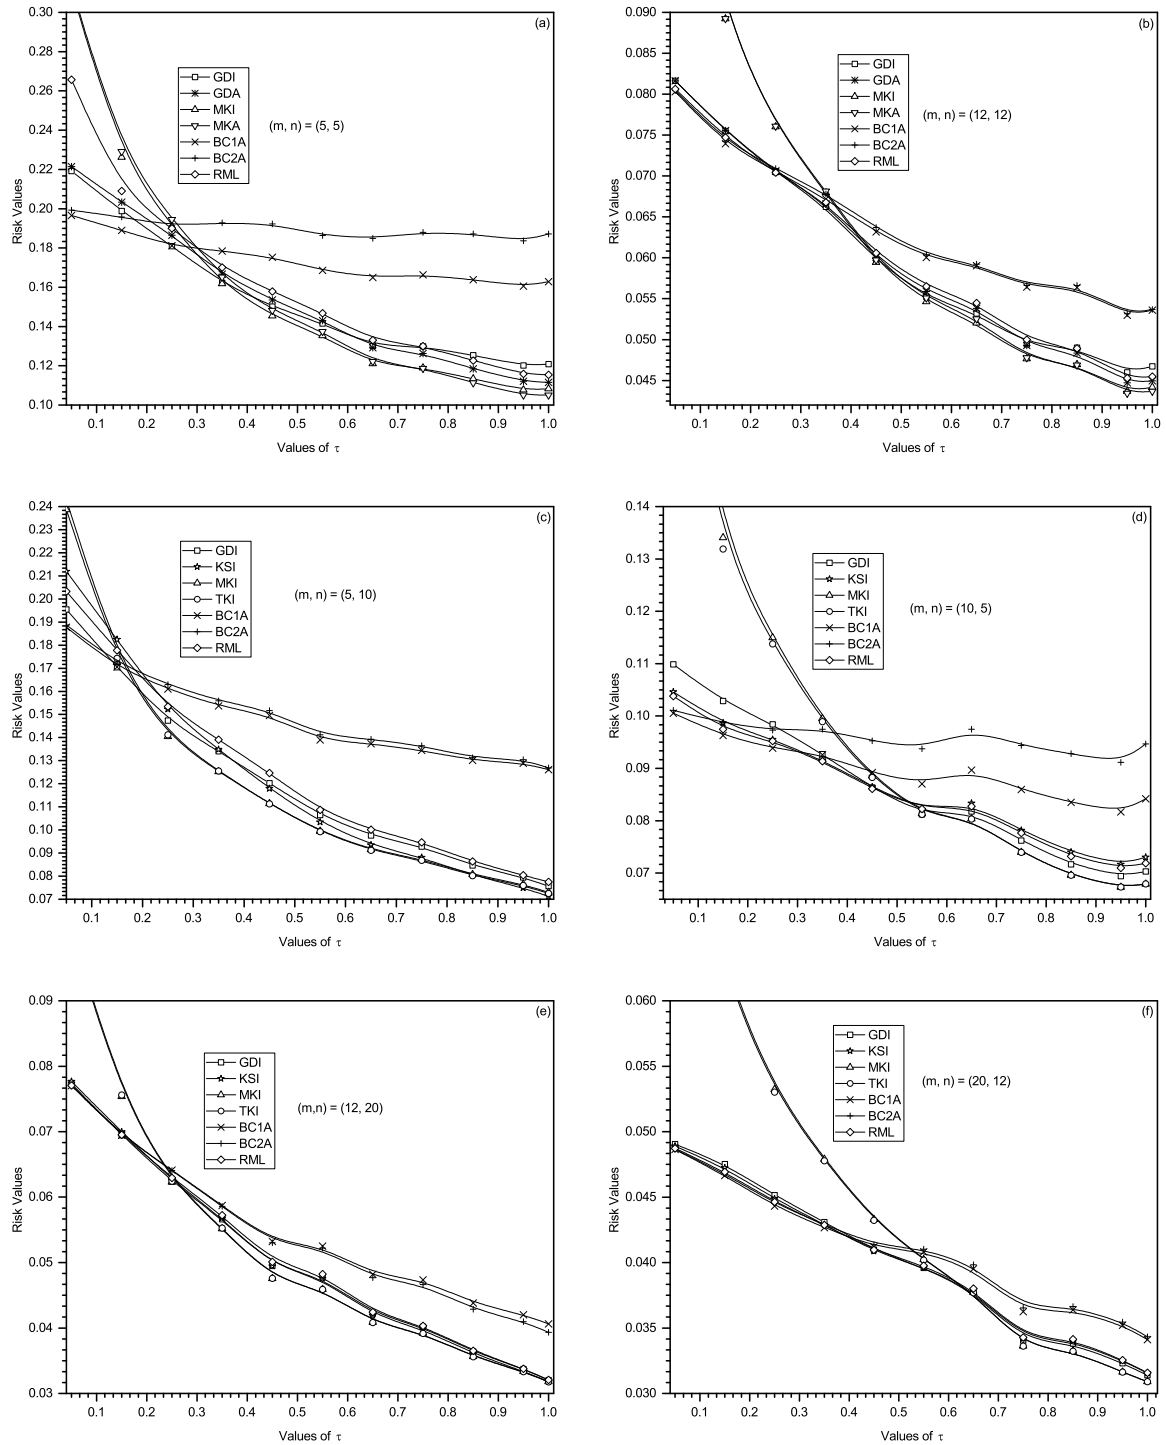 (a)
0.30
0.28
0.26
0.24
0.22
0.20
0.18
0.16
0.14
0.12
0.10
Risk Values
GDI
GDA
MKI
MKA
BC1A
BC2A
RML
(m, n) = (5, 5)
0.1 0.2 0.3 0.4 0.5 0.6 0.7 0.8 0.9 1.0
Values of τ
(b)
0.090
0.085
0.080
0.075
0.070
0.065
0.060
0.055
0.050
0.045
Risk Values
GDI
GDA
MKI
MKA
BC1A
BC2A
RML
(m, n) = (12, 12)
0.1 0.2 0.3 0.4 0.5 0.6 0.7 0.8 0.9 1.0
Values of τ
(c)
0.24
0.23
0.22
0.21
0.20
0.19
0.18
0.17
0.16
0.15
0.14
0.13
0.12
0.11
0.10
0.09
0.08
0.07
Risk Values
GDI
KSI
MKI
TKI
BC1A
BC2A
RML
(m, n) = (5, 10)
0.1 0.2 0.3 0.4 0.5 0.6 0.7 0.8 0.9 1.0
Values of τ
(d)
0.14
0.13
0.12
0.11
0.10
0.09
0.08
0.07
Risk Values
GDI
KSI
MKI
TKI
BC1A
BC2A
RML
(m, n) = (10, 5)
0.1 0.2 0.3 0.4 0.5 0.6 0.7 0.8 0.9 1.0
Values of τ
(e)
0.09
0.08
0.07
0.06
0.05
0.04
0.03
Risk Values
GDI
KSI
MKI
TKI
BC1A
BC2A
RML
(m,n) = (12, 20)
0.1 0.2 0.3 0.4 0.5 0.6 0.7 0.8 0.9 1.0
Values of τ
(f)
0.060
0.055
0.050
0.045
0.040
0.035
0.030
Risk Values
GDI
KSI
MKI
TKI
BC1A
BC2A
RML
(m, n) = (20, 12)
0.1 0.2 0.3 0.4 0.5 0.6 0.7 0.8 0.9 1.0
Values of τ